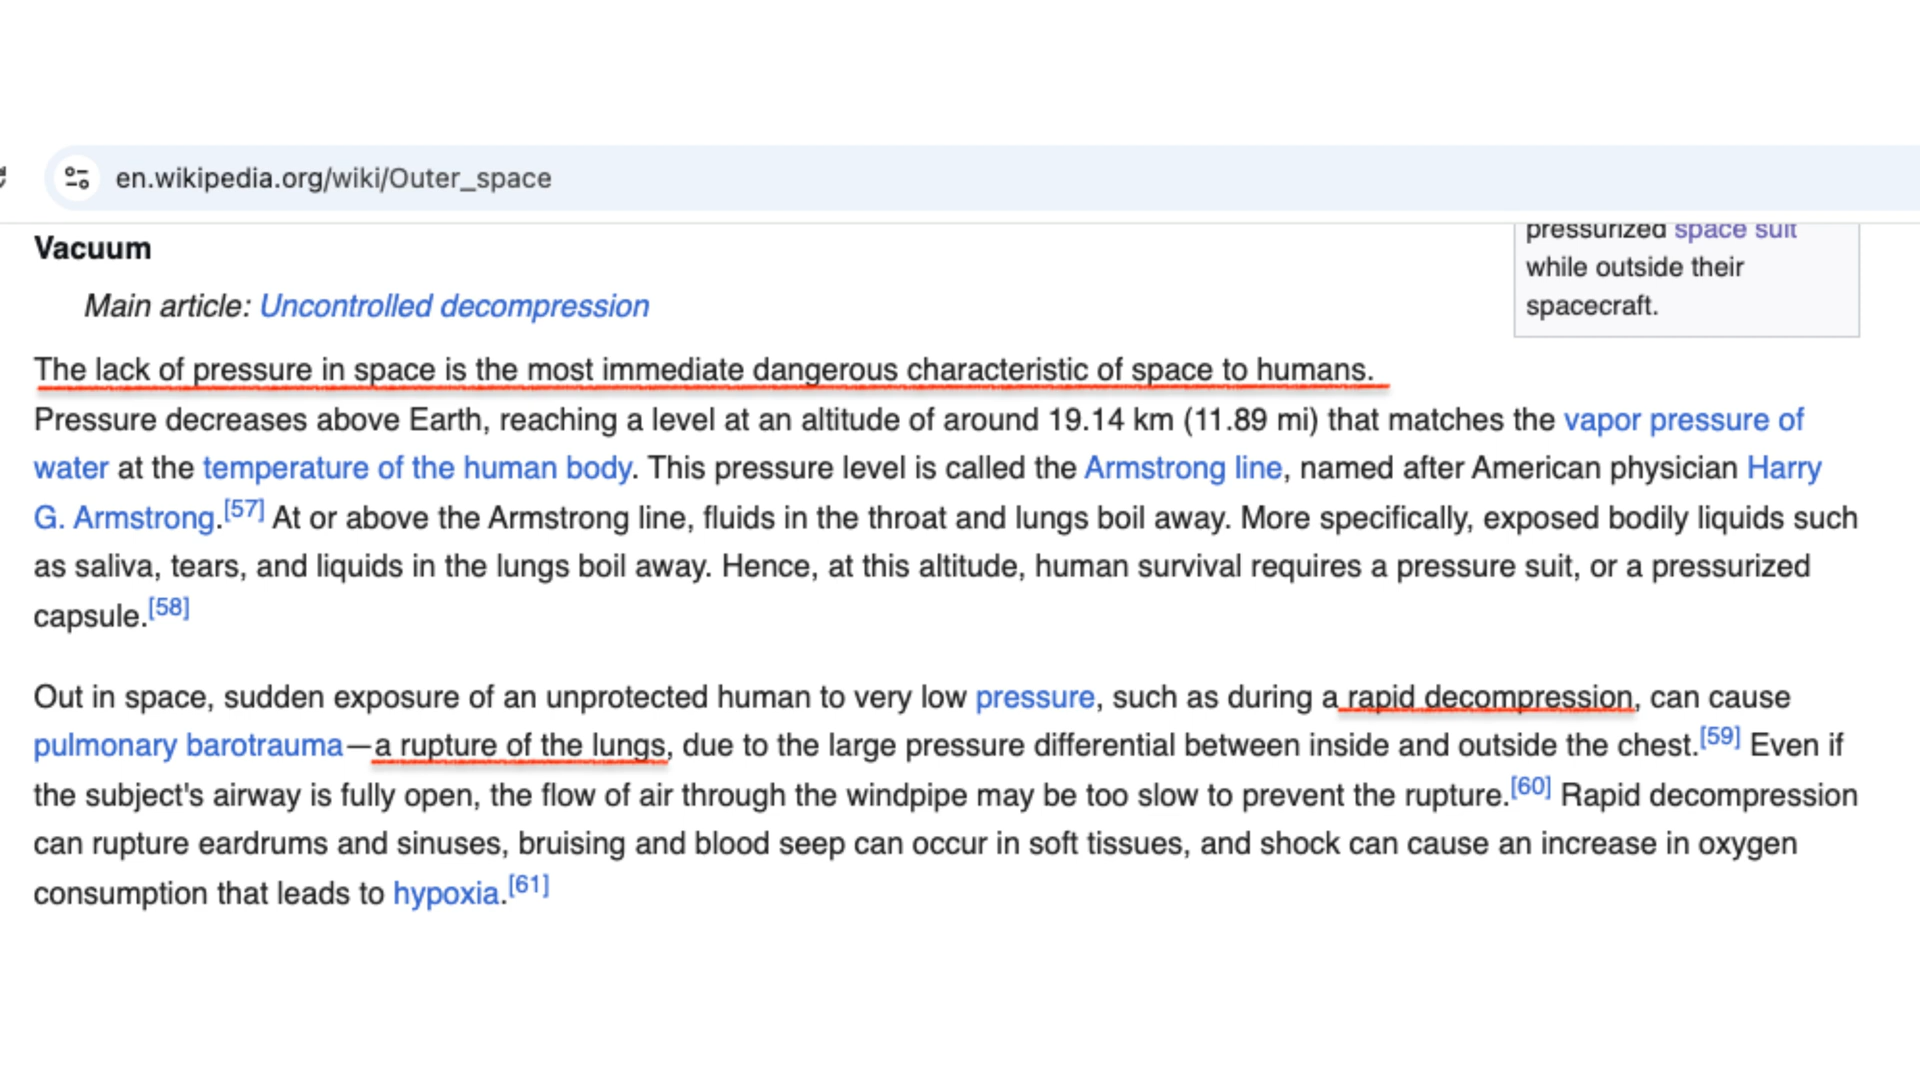 en.wikipedia.org/wiki/Outer_space
pressurized space suit
while outside their
spacecraft.
Vacuum
Main article: Uncontrolled decompression
The lack of pressure in space is the most immediate dangerous characteristic of space to humans.
Pressure decreases above Earth, reaching a level at an altitude of around 19.14 km (11.89 mi) that matches the vapor pressure of
water at the temperature of the human body. This pressure level is called the Armstrong line, named after American physician Harry
G. Armstrong.[57] At or above the Armstrong line, fluids in the throat and lungs boil away. More specifically, exposed bodily liquids such
as saliva, tears, and liquids in the lungs boil away. Hence, at this altitude, human survival requires a pressure suit, or a pressurized
capsule.[58]
Out in space, sudden exposure of an unprotected human to very low pressure, such as during a rapid decompression, can cause
pulmonary barotrauma—a rupture of the lungs, due to the large pressure differential between inside and outside the chest.[59] Even if
the subject's airway is fully open, the flow of air through the windpipe may be too slow to prevent the rupture.[60] Rapid decompression
can rupture eardrums and sinuses, bruising and blood seep can occur in soft tissues, and shock can cause an increase in oxygen
consumption that leads to hypoxia.[61]